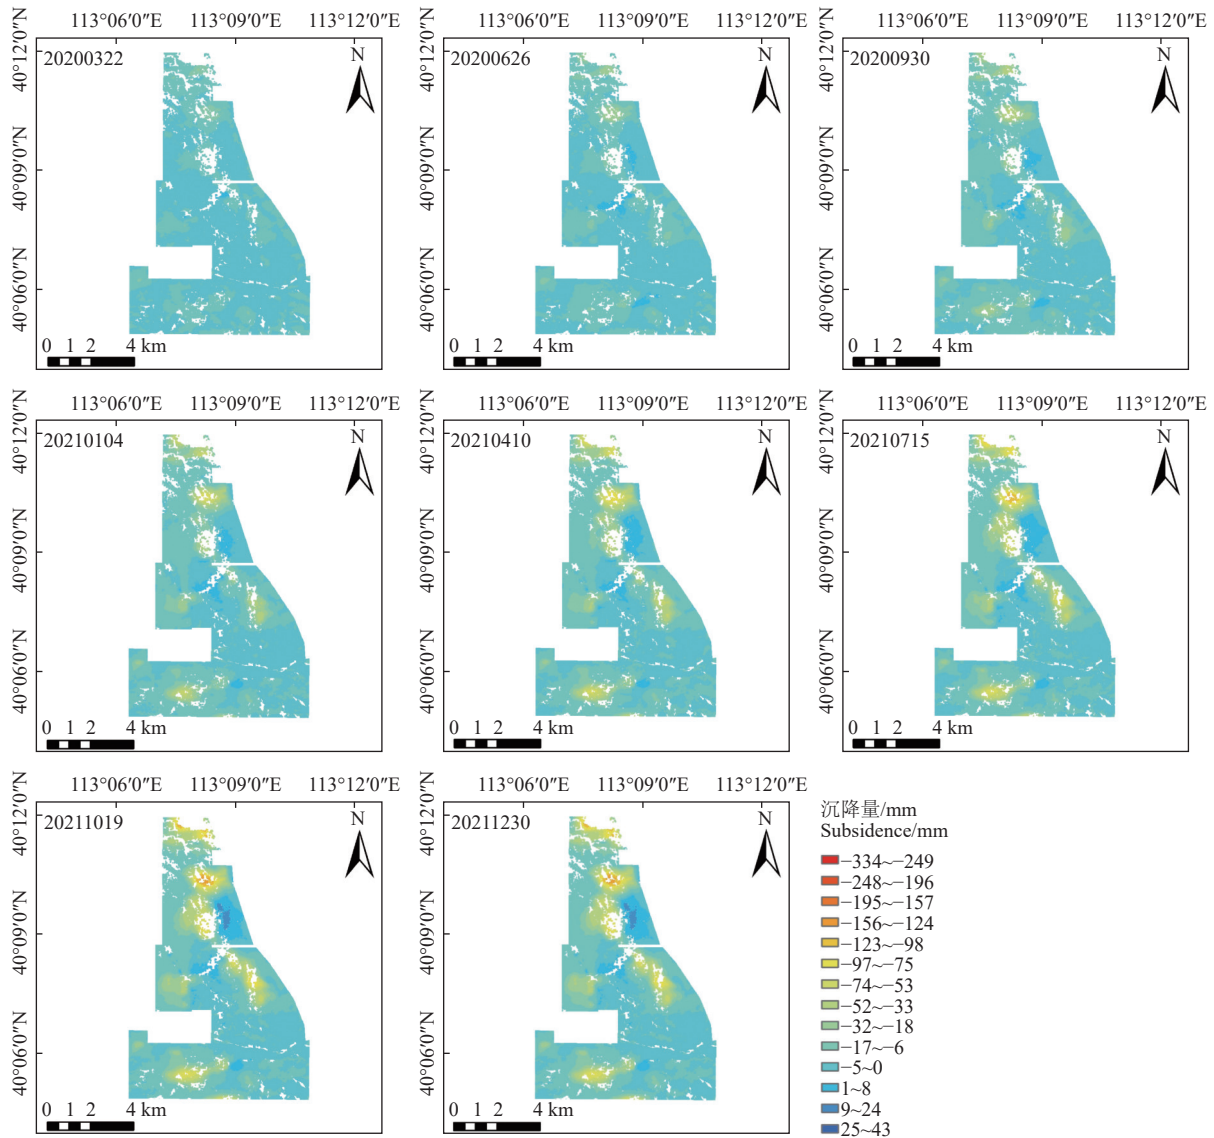 113°06′0″E 113°09′0″E 113°12′0″E
113°06′0″E 113°09′0″E 113°12′0″E
113°06′0″E 113°09′0″E 113°12′0″E
40°12′0″N
40°09′0″N
40°06′0″N
20200322
N
0 1 2 4 km
40°12′0″N
40°09′0″N
40°06′0″N
20200626
N
0 1 2 4 km
40°12′0″N
40°09′0″N
40°06′0″N
20200930
N
0 1 2 4 km
113°06′0″E 113°09′0″E 113°12′0″E
113°06′0″E 113°09′0″E 113°12′0″E
113°06′0″E 113°09′0″E 113°12′0″E
40°12′0″N
40°09′0″N
40°06′0″N
20210104
N
0 1 2 4 km
40°12′0″N
40°09′0″N
40°06′0″N
20210410
N
0 1 2 4 km
40°12′0″N
40°09′0″N
40°06′0″N
20210715
N
0 1 2 4 km
113°06′0″E 113°09′0″E 113°12′0″E
113°06′0″E 113°09′0″E 113°12′0″E
40°12′0″N
40°09′0″N
40°06′0″N
20211019
N
0 1 2 4 km
40°12′0″N
40°09′0″N
40°06′0″N
20211230
N
0 1 2 4 km
沉降量/mm
Subsidence/mm
−334~−249
−248~−196
−195~−157
−156~−124
−123~−98
−97~−75
−74~−53
−52~−33
−32~−18
−17~−6
−5~0
1~8
9~24
25~43